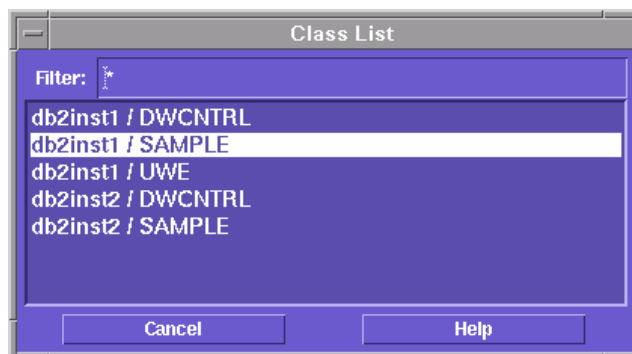 Class List
Filter: *
db2inst1 / DWCNTRL
db2inst1 / SAMPLE
db2inst1 / UWE
db2inst2 / DWCNTRL
db2inst2 / SAMPLE
Cancel Help